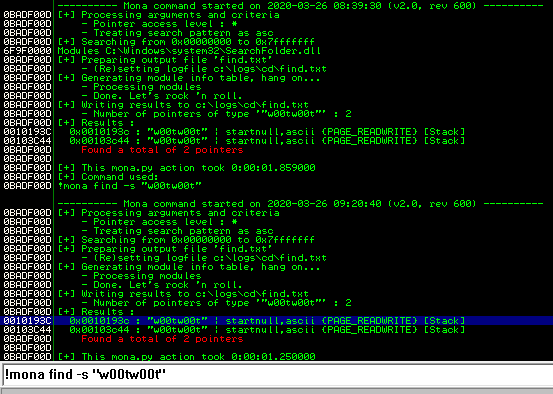 ---------- Mona command started on 2020-03-26 08:39:30 (v2.0, rev 600) ----------
0BADF00D [+] Processing arguments and criteria
0BADF00D - Pointer access level : *
0BADF00D - Treating search pattern as asc
0BADF00D [+] Searching from 0x00000000 to 0x7fffffff
6F9F0000 Modules C:\Windows\system32\SearchFolder.dll
0BADF00D [+] Preparing output file 'find.txt'
0BADF00D - (Re)setting logfile c:\logs\cd\find.txt
0BADF00D [+] Generating module info table, hang on...
0BADF00D - Processing modules
0BADF00D - Done. Let's rock 'n roll.
0BADF00D [+] Writing results to c:\logs\cd\find.txt
0BADF00D - Number of pointers of type '"w00tw00t"' : 2
0BADF00D [+] Results :
0010193C 0x0010193c : "w00tw00t" | startnull,ascii {PAGE_READWRITE} [Stack]
00103C44 0x00103c44 : "w00tw00t" | startnull,ascii {PAGE_READWRITE} [Stack]
0BADF00D Found a total of 2 pointers
0BADF00D
0BADF00D [+] This mona.py action took 0:00:01.859000
0BADF00D [+] Command used:
0BADF00D !mona find -s "w00tw00t"
0BADF00D ---------- Mona command started on 2020-03-26 09:20:40 (v2.0, rev 600) ----------
0BADF00D [+] Processing arguments and criteria
0BADF00D - Pointer access level : *
0BADF00D - Treating search pattern as asc
0BADF00D [+] Searching from 0x00000000 to 0x7fffffff
0BADF00D [+] Preparing output file 'find.txt'
0BADF00D - (Re)setting logfile c:\logs\cd\find.txt
0BADF00D [+] Generating module info table, hang on...
0BADF00D - Processing modules
0BADF00D - Done. Let's rock 'n roll.
0BADF00D [+] Writing results to c:\logs\cd\find.txt
0BADF00D - Number of pointers of type '"w00tw00t"' : 2
0BADF00D [+] Results :
0010193C 0x0010193c : "w00tw00t" | startnull,ascii {PAGE_READWRITE} [Stack]
00103C44 0x00103c44 : "w00tw00t" | startnull,ascii {PAGE_READWRITE} [Stack]
0BADF00D Found a total of 2 pointers
0BADF00D
0BADF00D [+] This mona.py action took 0:00:01.250000
!mona find -s "w00tw00t"